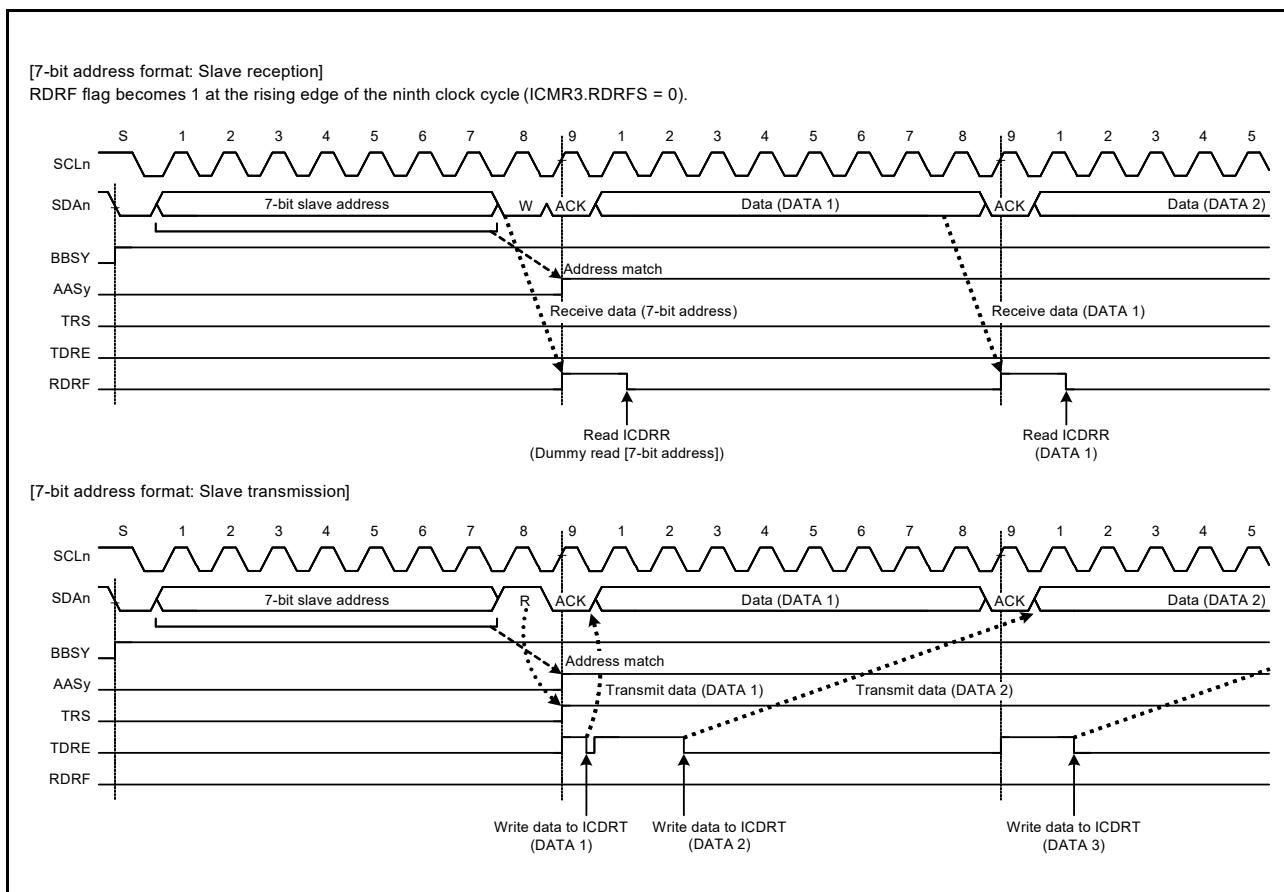 [7-bit address format: Slave reception]
RDRF flag becomes 1 at the rising edge of the ninth clock cycle (ICMR3.RDRFS = 0).
S 1 2 3 4 5 6 7 8 9 1 2 3 4 5 6 7 8 9 1 2 3 4 5
SCLn
SDAn 7-bit slave address W ACK Data (DATA 1) ACK Data (DATA 2)
BBSY
Address match
AASy
Receive data (7-bit address) Receive data (DATA 1)
TRS
TDRE
RDRF
Read ICDRR Read ICDRR
(Dummy read [7-bit address]) (DATA 1)
[7-bit address format: Slave transmission]
S 1 2 3 4 5 6 7 8 9 1 2 3 4 5 6 7 8 9 1 2 3 4 5
SCLn
SDAn 7-bit slave address R ACK Data (DATA 1) ACK Data (DATA 2)
BBSY
Address match
AASy
Transmit data (DATA 1) Transmit data (DATA 2)
TRS
TDRE
RDRF
Write data to ICDRT Write data to ICDRT Write data to ICDRT
(DATA 1) (DATA 2) (DATA 3)